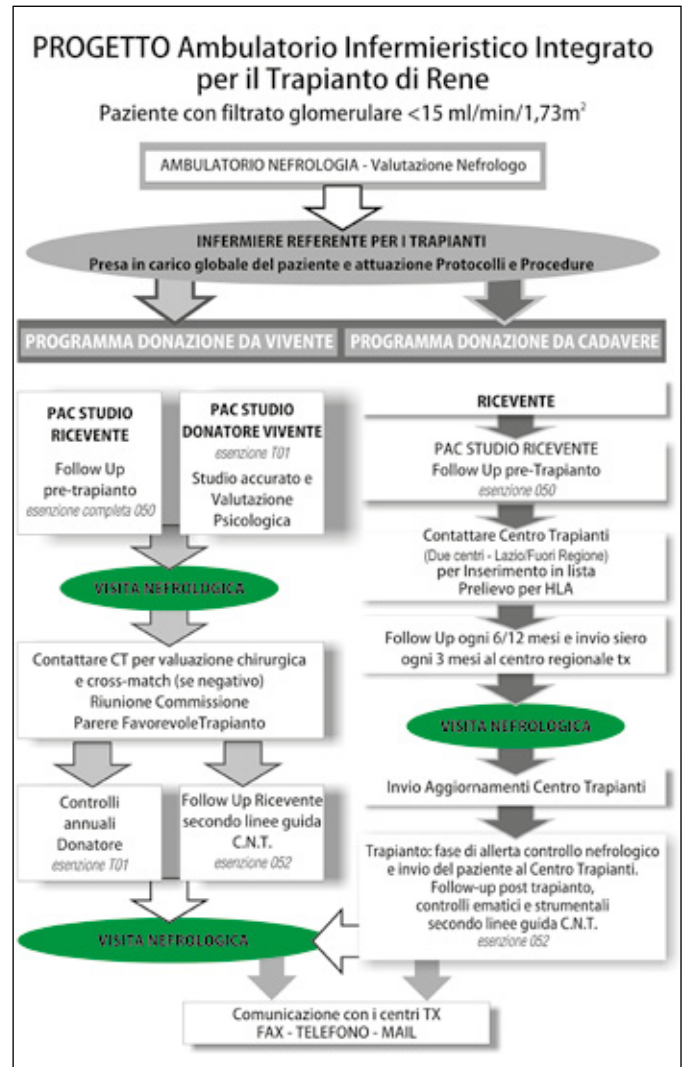 PROGETTO Ambulatorio Infermieristico Integrato
per il Trapianto di Rene
Paziente con filtrato glomerulare <15 ml/min/1,73m²
AMBULATORIO NEFROLOGIA - Valutazione Nefrologo
INFERMIERE REFERENTE PER I TRAPIANTI
Presa in carico globale del paziente e attuazione Protocolli e Procedure
PROGRAMMA DONAZIONE DA VIVENTE
PAC STUDIO
RICEVENTE
Follow Up
pre-trapianto
esenzione completa 050
PAC STUDIO
DONATORE VIVENTE
esenzione T01
Studio accurato e
Valutazione
Psicologica
VISITA NEFROLOGICA
Contattare CT per valuazione chirurgica
e cross-match (se negativo)
Riunione Commissione
Parere FavorevoleTrapianto
Controlli
annuali
Donatore
esenzione T01
Follow Up Ricevente
secondo linee guida
C.N.T.
esenzione 052
PROGRAMMA DONAZIONE DA CADAVERE
RICEVENTE
PAC STUDIO RICEVENTE
Follow Up pre-Trapianto
esenzione 050
Contattare Centro Trapianti
(Due centri - Lazio/Fuori Regione)
per Inserimento in lista
Prelievo per HLA
Follow Up ogni 6/12 mesi e invio siero
ogni 3 mesi al centro regionale tx
VISITA NEFROLOGICA
Invio Aggiornamenti Centro Trapianti
Trapianto: fase di allerta controllo nefrologico
e invio del paziente al Centro Trapianti.
Follow-up post trapianto,
controlli ematici e strumentali
secondo linee guida C.N.T.
esenzione 052
VISITA NEFROLOGICA
Comunicazione con i centri TX
FAX - TELEFONO - MAIL